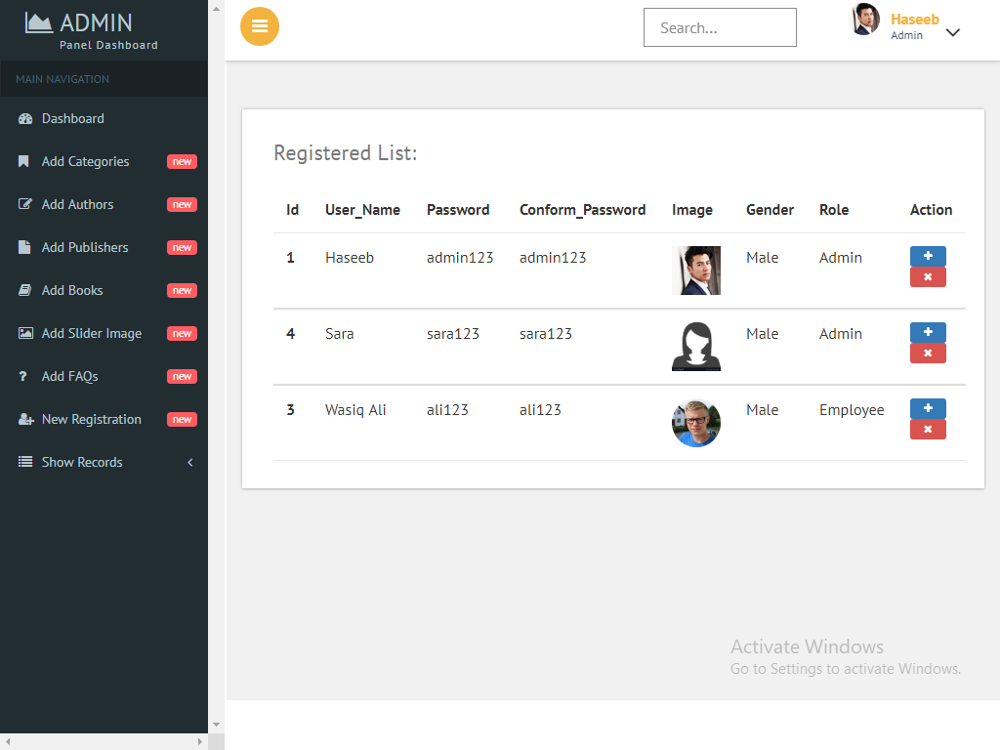 ADMIN
Panel Dashboard
MAIN NAVIGATION
Dashboard
Add Categories new
Add Authors new
Add Publishers new
Add Books new
Add Slider Image new
Add FAQs new
New Registration new
Show Records
Search...
Haseeb
Admin
Registered List:
Id User_Name Password Conform_Password Image Gender Role Action
1 Haseeb admin123 admin123 Male Admin
4 Sara sara123 sara123 Male Admin
3 Wasiq Ali ali123 ali123 Male Employee
Activate Windows
Go to Settings to activate Windows.